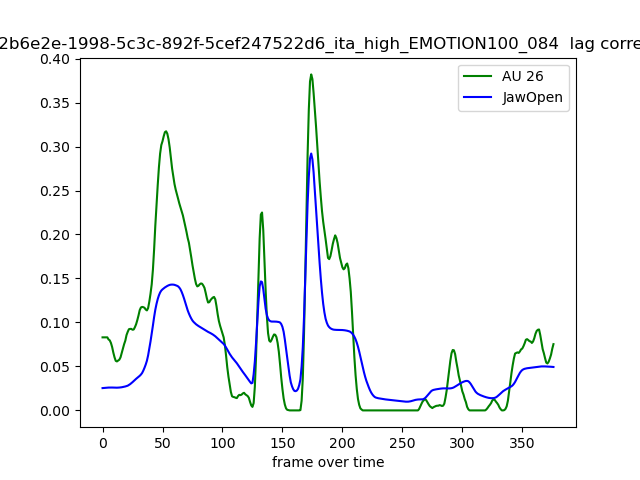 2b6e2e-1998-5c3c-892f-5cef247522d6_ita_high_EMOTION100_084 lag corre
AU 26
JawOpen
0.40
0.35
0.30
0.25
0.20
0.15
0.10
0.05
0.00
0 50 100 150 200 250 300 350
frame over time